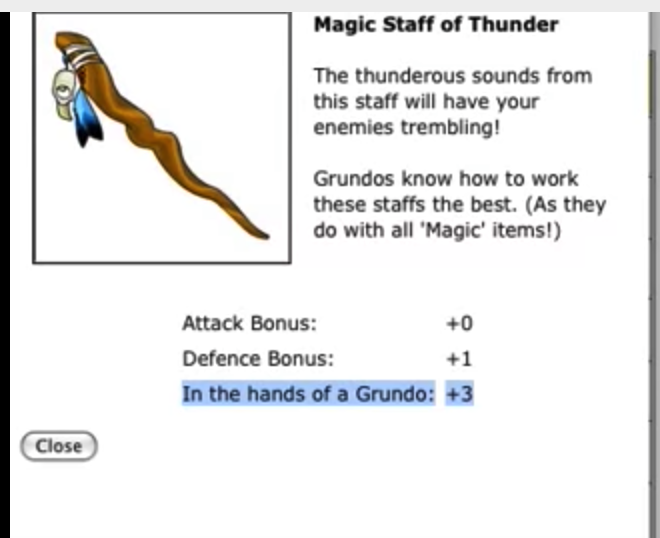 Magic Staff of Thunder
The thunderous sounds from
this staff will have your
enemies trembling!
Grundos know how to work
these staffs the best. (As they
do with all 'Magic' items!)
Attack Bonus: +0
Defence Bonus: +1
In the hands of a Grundo: +3
Close